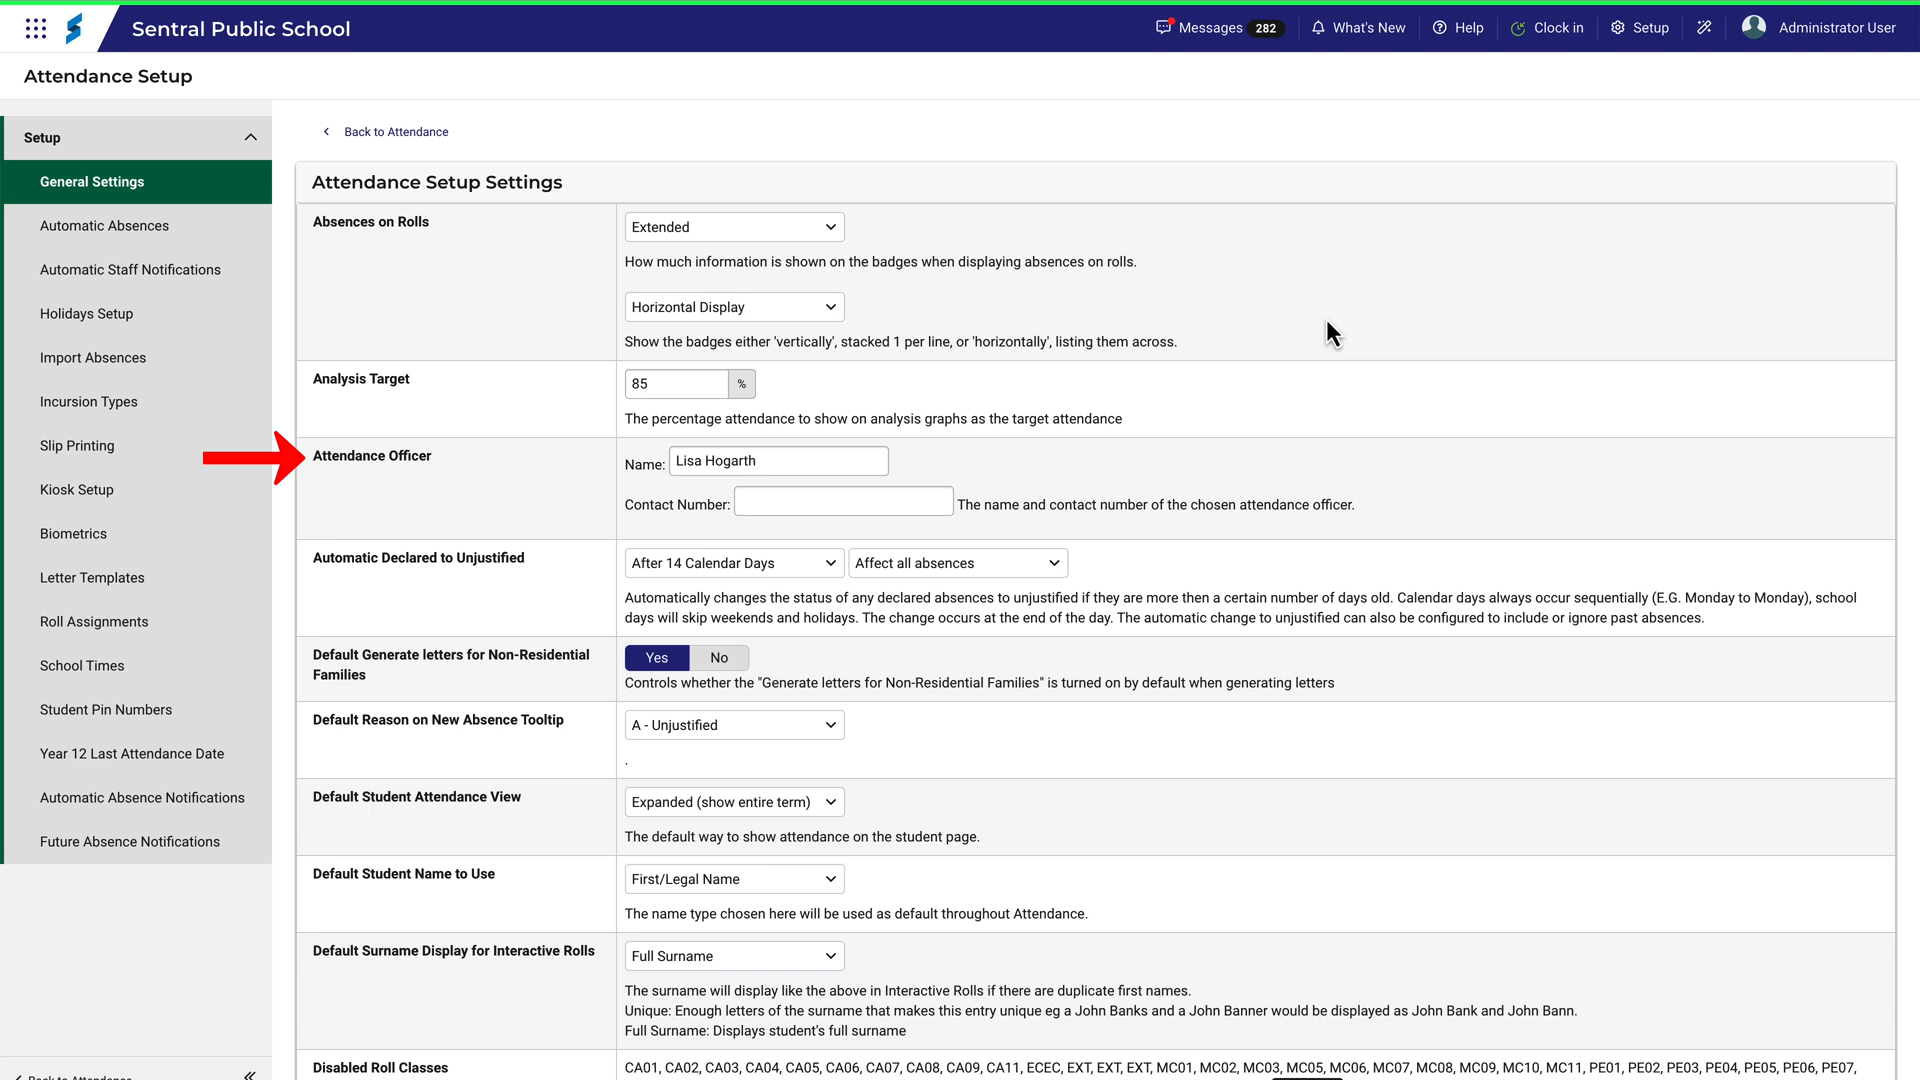 Sentral Public School
Messages 282
What's New
Help
Clock in
Setup
Administrator User
Attendance Setup
Setup
General Settings
Automatic Absences
Automatic Staff Notifications
Holidays Setup
Import Absences
Incursion Types
Slip Printing
Kiosk Setup
Biometrics
Letter Templates
Roll Assignments
School Times
Student Pin Numbers
Year 12 Last Attendance Date
Automatic Absence Notifications
Future Absence Notifications
Back to Attendance
Back to Attendance
Attendance Setup Settings
Absences on Rolls
Extended
How much information is shown on the badges when displaying absences on rolls.
Horizontal Display
Show the badges either 'vertically', stacked 1 per line, or 'horizontally', listing them across.
Analysis Target
85 %
The percentage attendance to show on analysis graphs as the target attendance
Attendance Officer
Name: Lisa Hogarth
Contact Number: The name and contact number of the chosen attendance officer.
Automatic Declared to Unjustified
After 14 Calendar Days Affect all absences
Automatically changes the status of any declared absences to unjustified if they are more then a certain number of days old. Calendar days always occur sequentially (E.G. Monday to Monday), school
days will skip weekends and holidays. The change occurs at the end of the day. The automatic change to unjustified can also be configured to include or ignore past absences.
Default Generate letters for Non-Residential
Families
Yes No
Controls whether the "Generate letters for Non-Residential Families" is turned on by default when generating letters
Default Reason on New Absence Tooltip
A - Unjustified
.
Default Student Attendance View
Expanded (show entire term)
The default way to show attendance on the student page.
Default Student Name to Use
First/Legal Name
The name type chosen here will be used as default throughout Attendance.
Default Surname Display for Interactive Rolls
Full Surname
The surname will display like the above in Interactive Rolls if there are duplicate first names.
Unique: Enough letters of the surname that makes this entry unique eg a John Banks and a John Banner would be displayed as John Bank and John Bann.
Full Surname: Displays student's full surname
Disabled Roll Classes
CA01, CA02, CA03, CA04, CA05, CA06, CA07, CA08, CA09, CA11, ECEC, EXT, EXT, EXT, MC01, MC02, MC03, MC05, MC06, MC07, MC08, MC09, MC10, MC11, PE01, PE02, PE03, PE04, PE05, PE06, PE07,